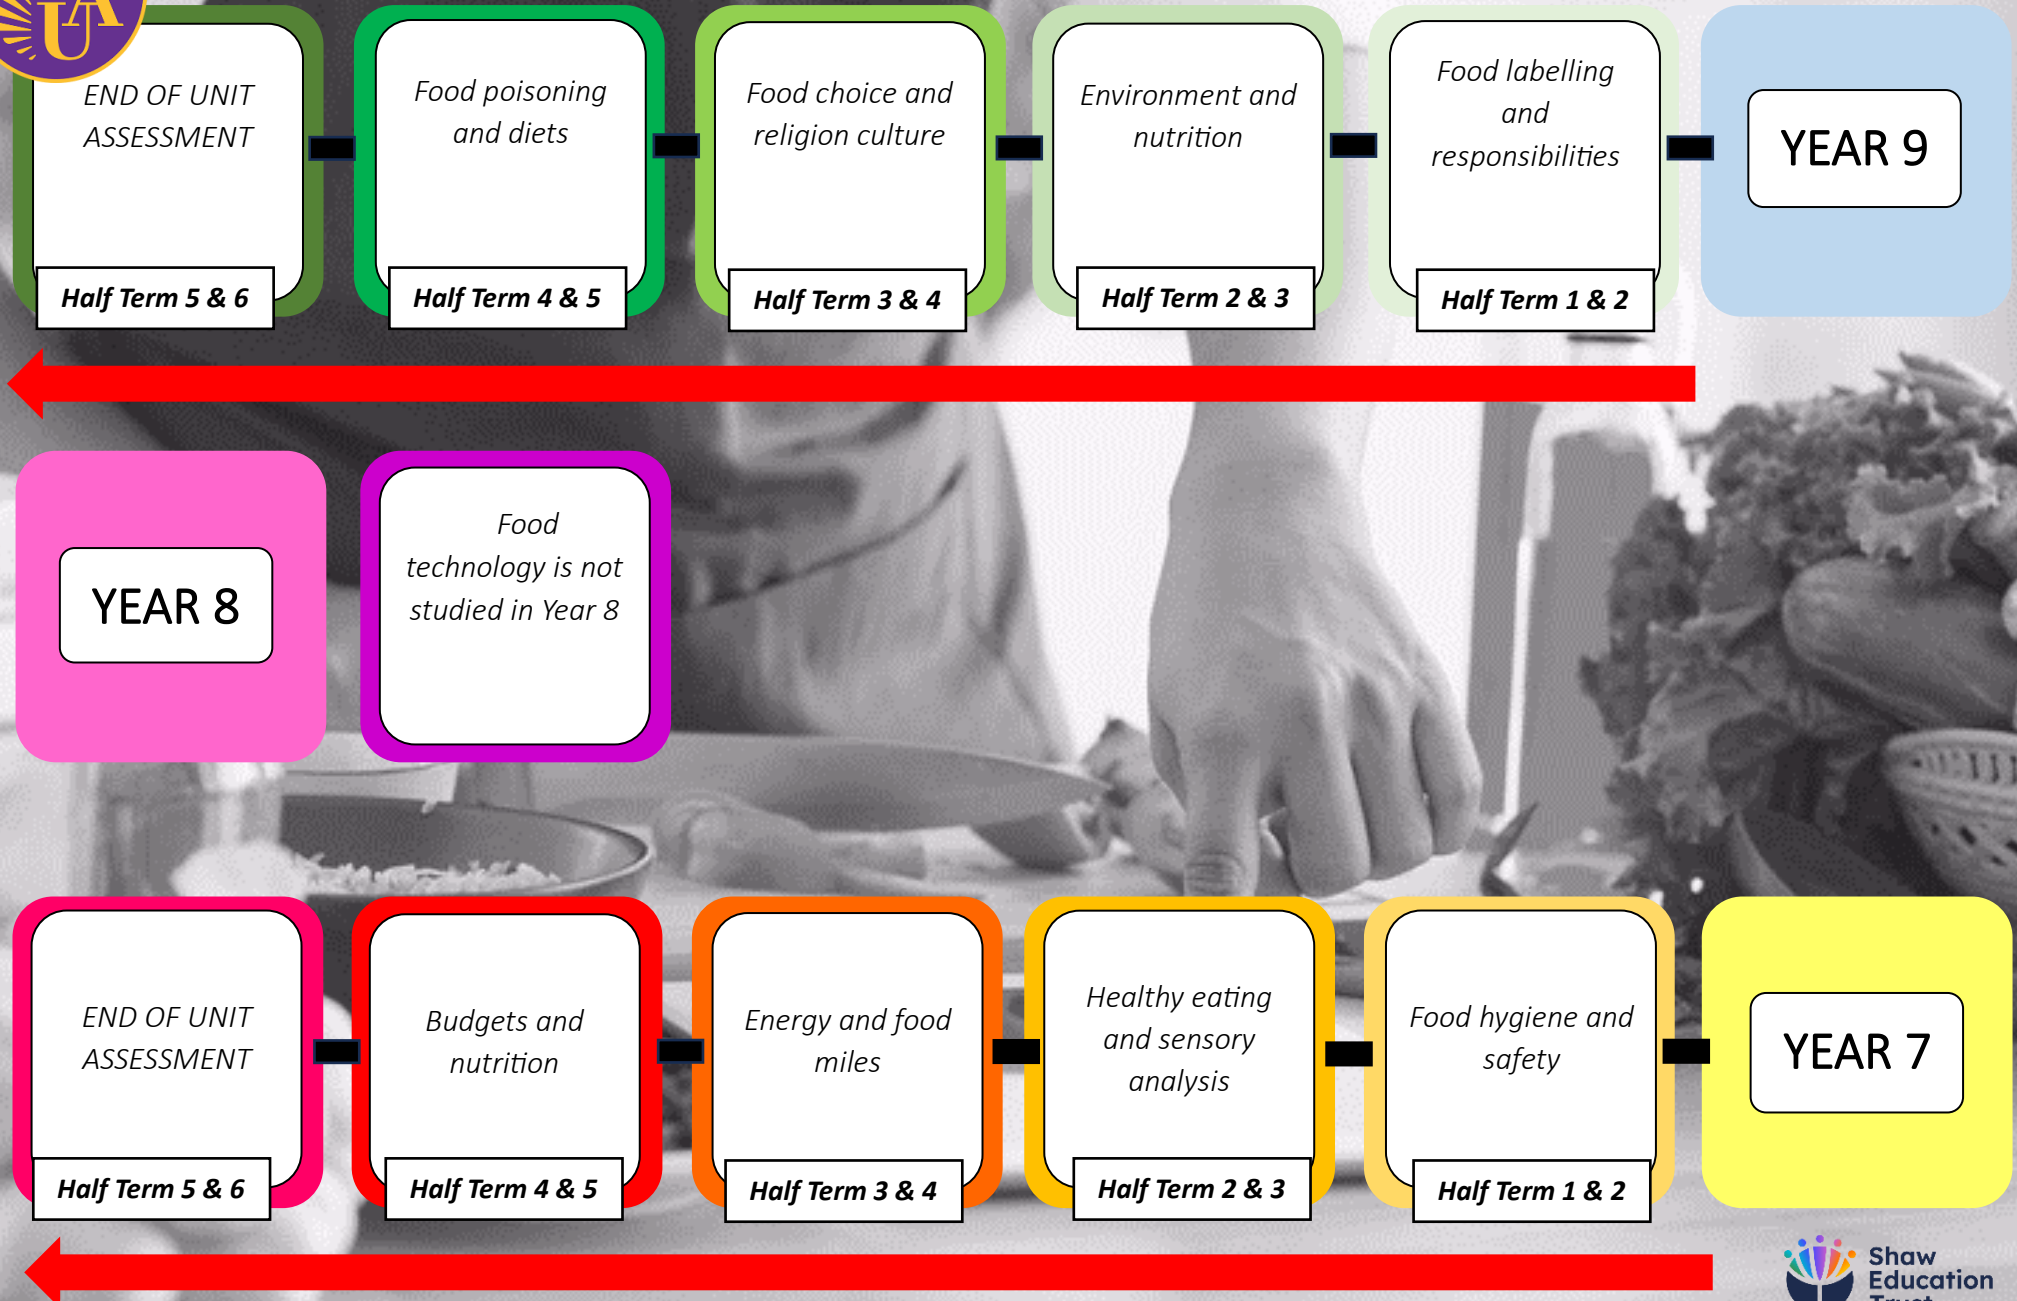 UA
END OF UNIT
ASSESSMENT
Half Term 5 & 6
Food poisoning
and diets
Half Term 4 & 5
Food choice and
religion culture
Half Term 3 & 4
Environment and
nutrition
Half Term 2 & 3
Food labelling
and
responsibilities
Half Term 1 & 2
YEAR 9
YEAR 8
Food
technology is not
studied in Year 8
END OF UNIT
ASSESSMENT
Half Term 5 & 6
Budgets and
nutrition
Half Term 4 & 5
Energy and food
miles
Half Term 3 & 4
Healthy eating
and sensory
analysis
Half Term 2 & 3
Food hygiene and
safety
Half Term 1 & 2
YEAR 7
Shaw
Education
Trust